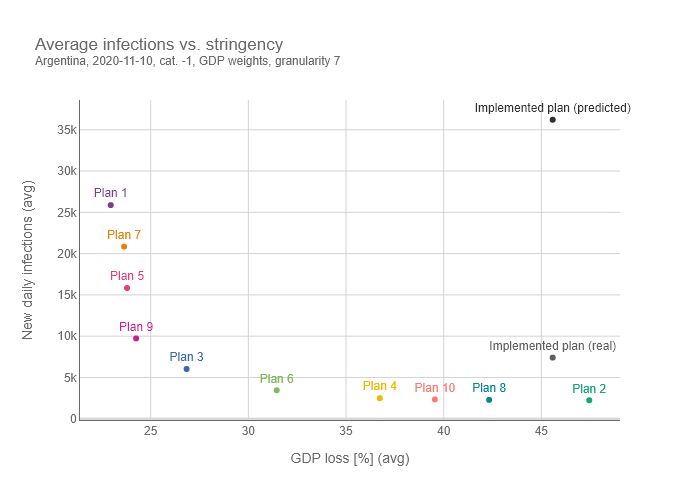 Average infections vs. stringency
Argentina, 2020-11-10, cat. -1, GDP weights, granularity 7
Implemented plan (predicted)
35k
30k
Plan 1
25k
Plan 7
20k
Plan 5
15k
Plan 9
10k
Implemented plan (real)
Plan 3
5k
Plan 6
Plan 4
Plan 10
Plan 8
Plan 2
0
25
30
35
40
45
New daily infections (avg)
GDP loss [%] (avg)